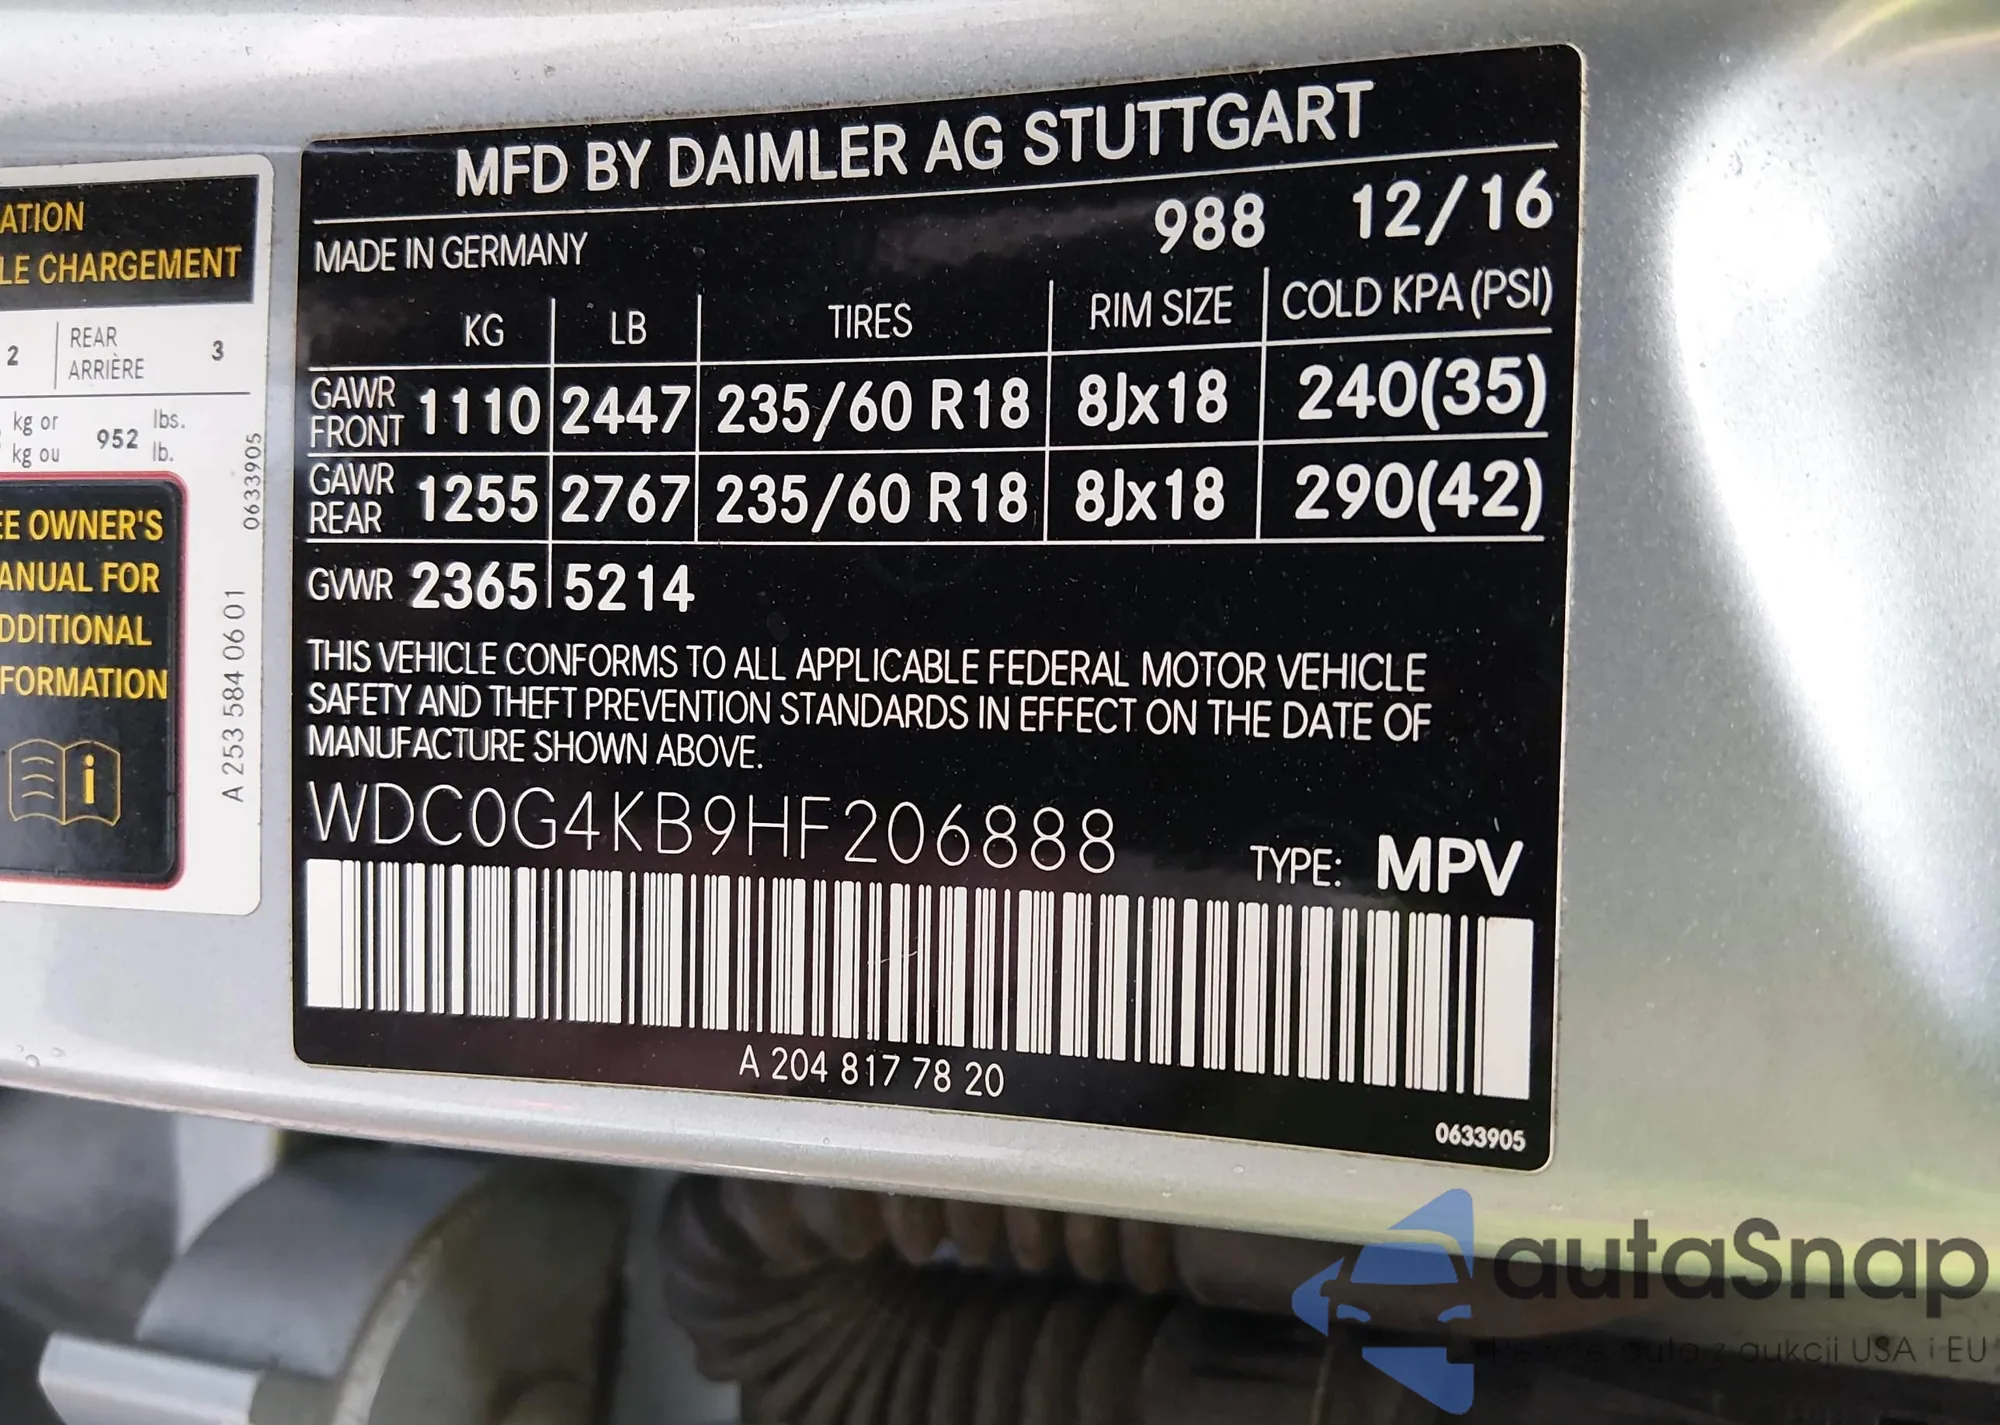 ATION
LE CHARGEMENT
2 REAR ARRIÈRE 3
kg or
kg ou 952 lbs.
lb.
0633905
EE OWNER'S
ANUAL FOR
DDITIONAL
FORMATION
i
A 253 584 06 01
MFD BY DAIMLER AG STUTTGART
MADE IN GERMANY 988 12/16
KG LB TIRES RIM SIZE COLD KPA (PSI)
GAWR FRONT 1110 2447 235/60 R18 8Jx18 240(35)
GAWR REAR 1255 2767 235/60 R18 8Jx18 290(42)
GVWR 2365 5214
THIS VEHICLE CONFORMS TO ALL APPLICABLE FEDERAL MOTOR VEHICLE
SAFETY AND THEFT PREVENTION STANDARDS IN EFFECT ON THE DATE OF
MANUFACTURE SHOWN ABOVE.
WDC0G4KB9HF206888
TYPE: MPV
A 204 817 78 20
0633905
autaSnap
auta z aukcji USA i EU